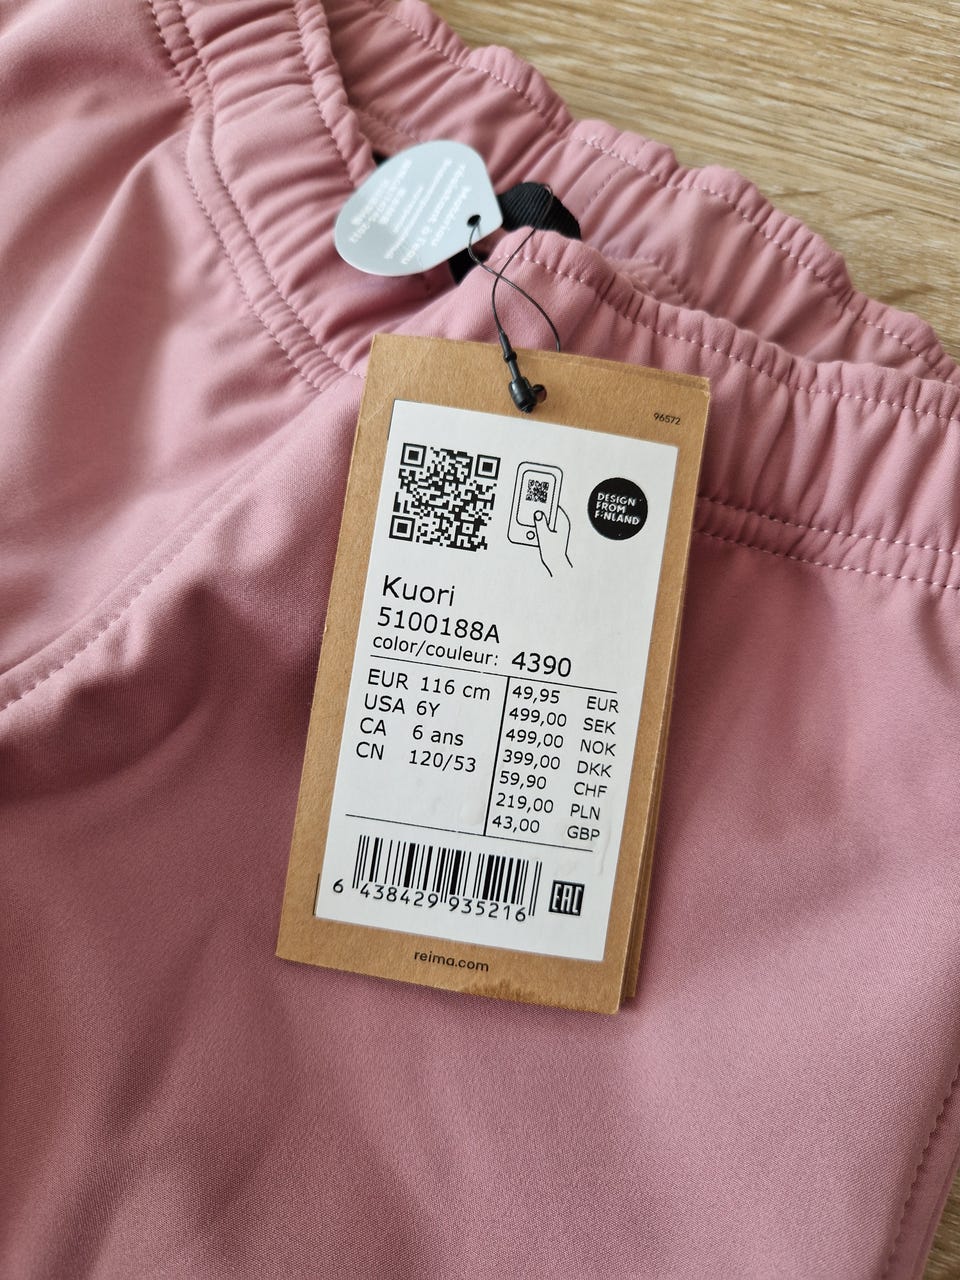 96572
DESIGN
FROM
FINLAND
Kuori
5100188A
color/couleur: 4390
EUR 116 cm
USA 6Y
CA 6 ans
CN 120/53
49,95 EUR
499,00 SEK
499,00 NOK
399,00 DKK
59,90 CHF
219,00 PLN
43,00 GBP
6 438429 935216
EAC
reima.com